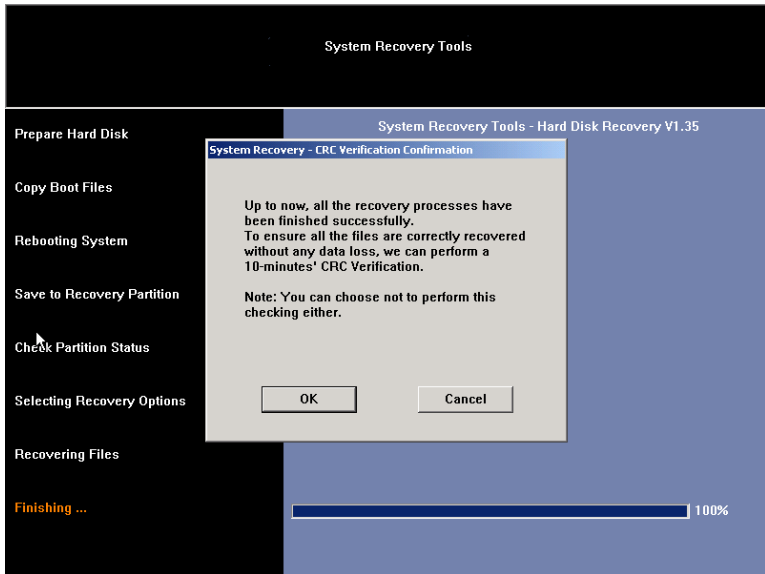 System Recovery Tools
System Recovery Tools - Hard Disk Recovery V1.35
Prepare Hard Disk
Copy Boot Files
Rebooting System
Save to Recovery Partition
Check Partition Status
Selecting Recovery Options
Recovering Files
Finishing ...
System Recovery - CRC Verification Confirmation
Up to now, all the recovery processes have
been finished successfully.
To ensure all the files are correctly recovered
without any data loss, we can perform a
10-minutes' CRC Verification.
Note: You can choose not to perform this
checking either.
OK
Cancel
100%